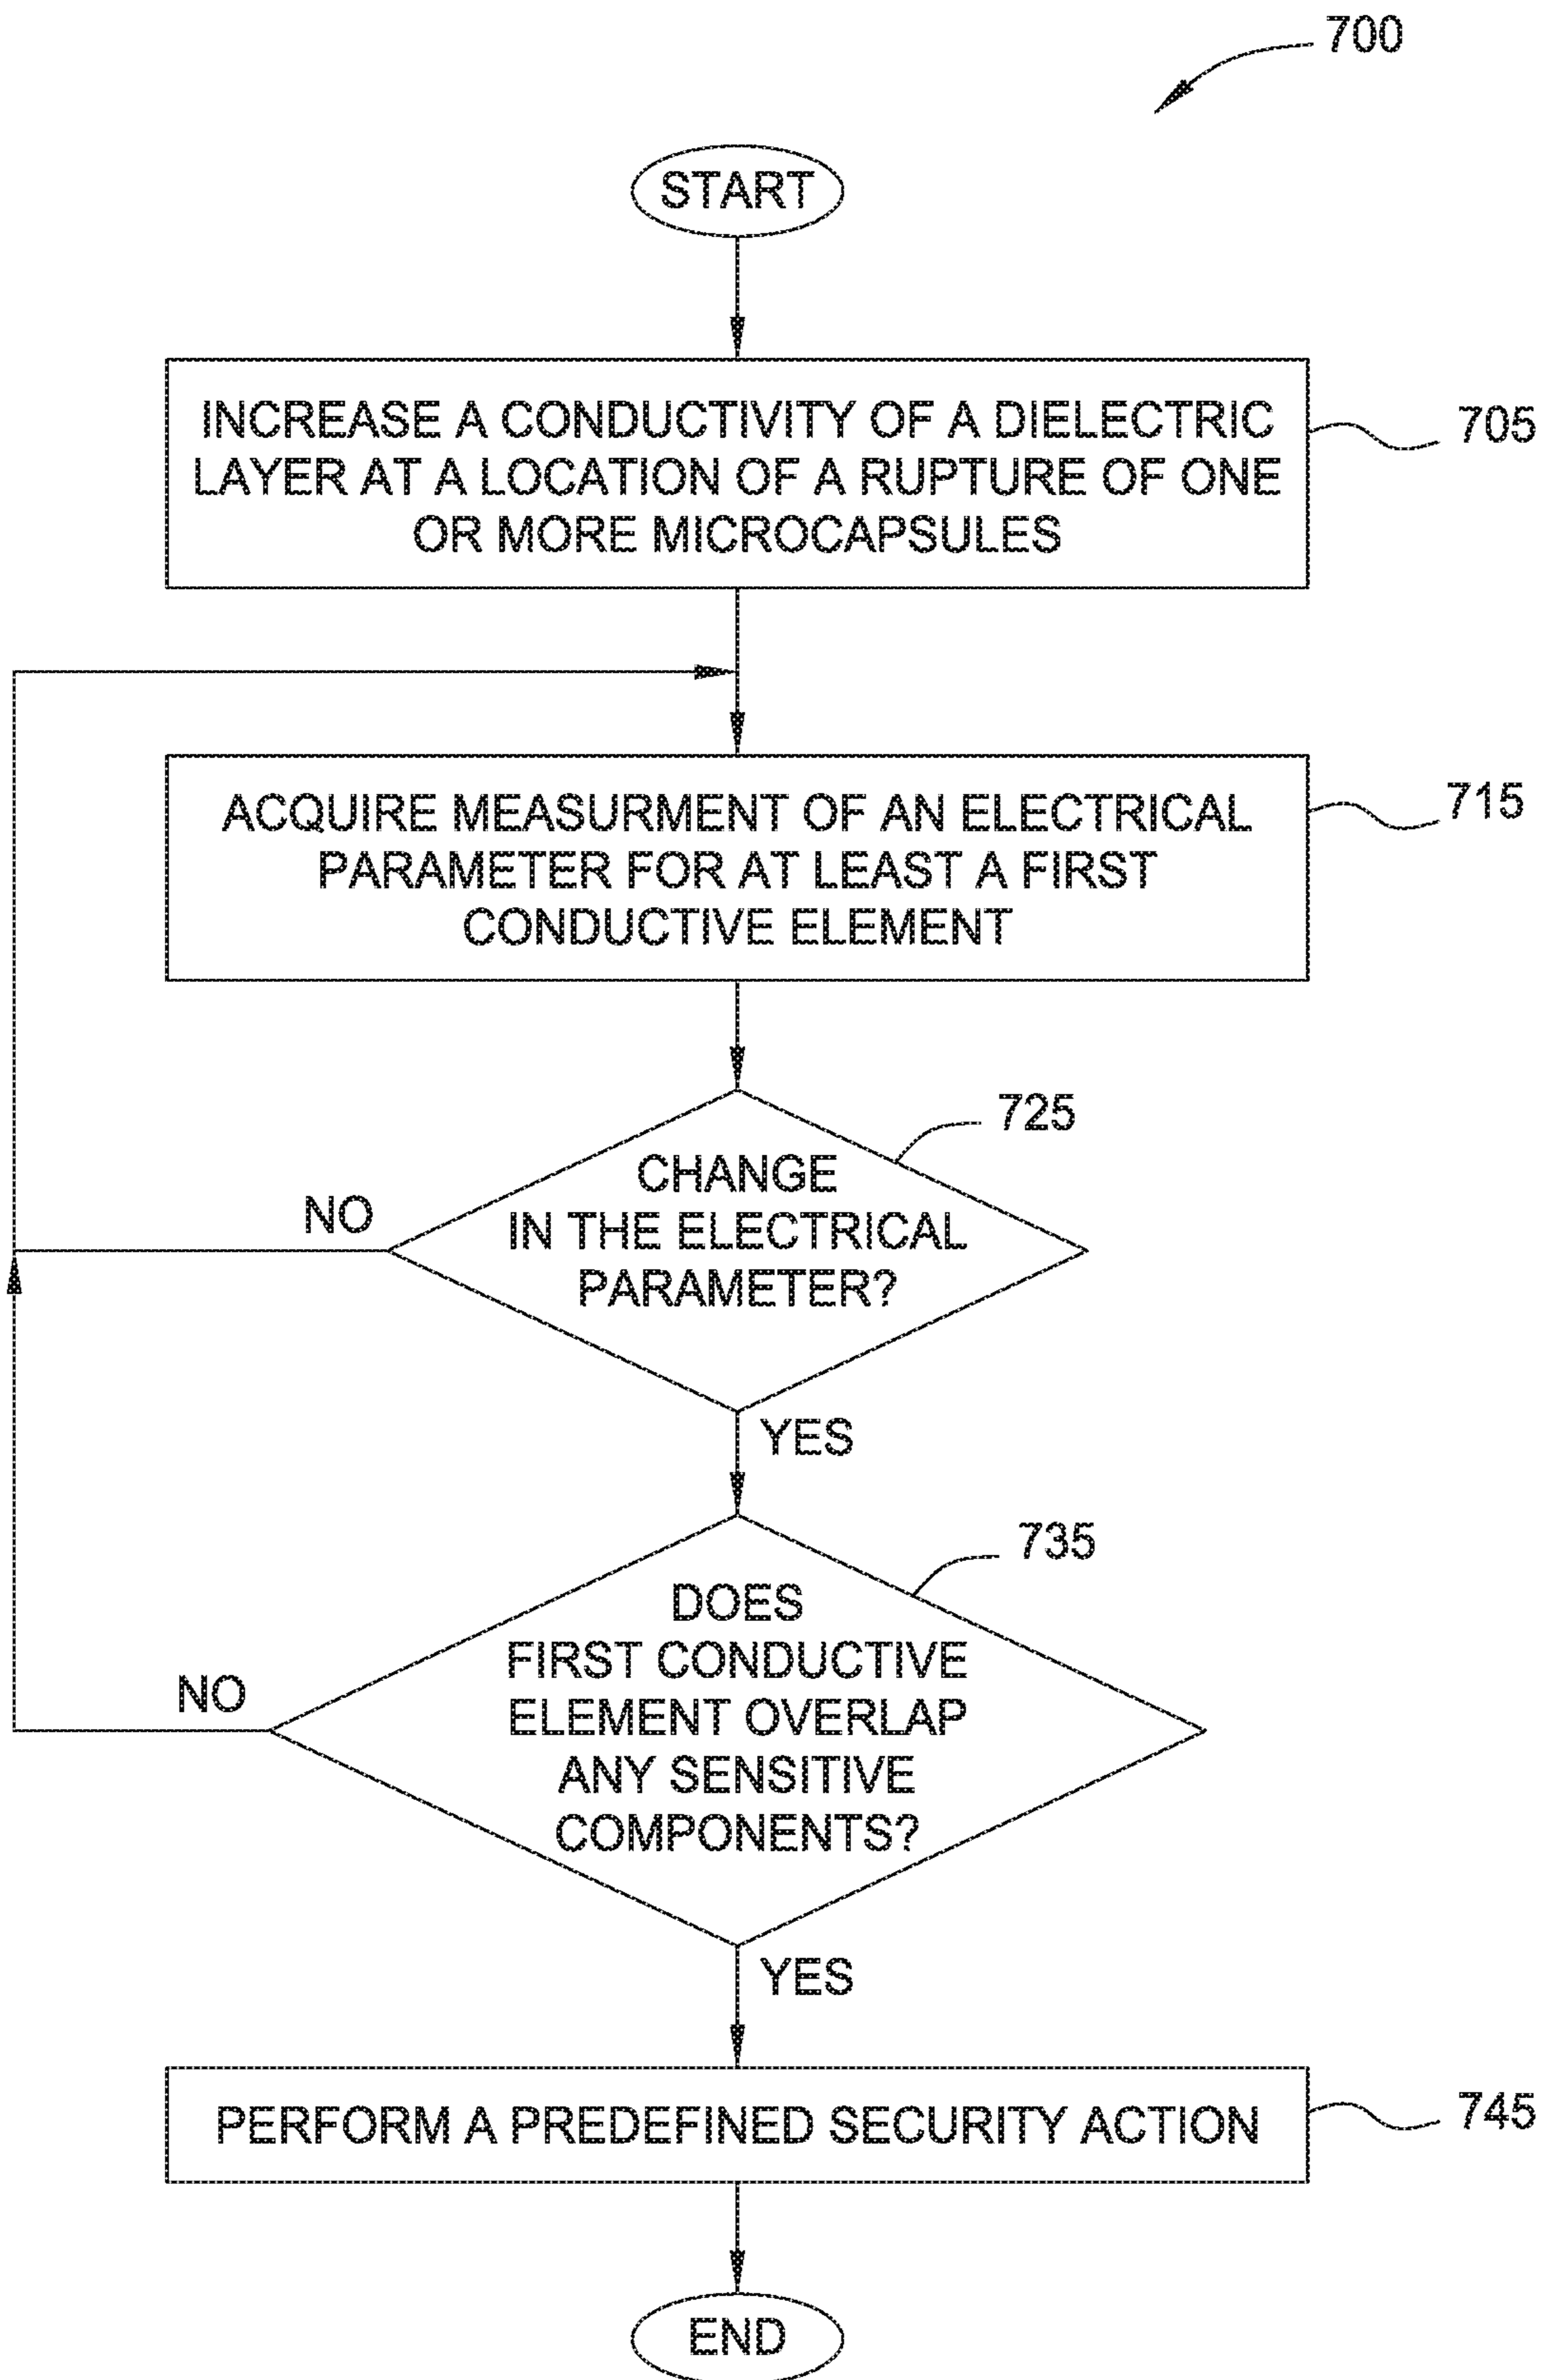 700
START
INCREASE A CONDUCTIVITY OF A DIELECTRIC
LAYER AT A LOCATION OF A RUPTURE OF ONE
OR MORE MICROCAPSULES
705
ACQUIRE MEASURMENT OF AN ELECTRICAL
PARAMETER FOR AT LEAST A FIRST
CONDUCTIVE ELEMENT
715
725
CHANGE
IN THE ELECTRICAL
PARAMETER?
NO
YES
735
DOES
FIRST CONDUCTIVE
ELEMENT OVERLAP
ANY SENSITIVE
COMPONENTS?
NO
YES
PERFORM A PREDEFINED SECURITY ACTION
745
END